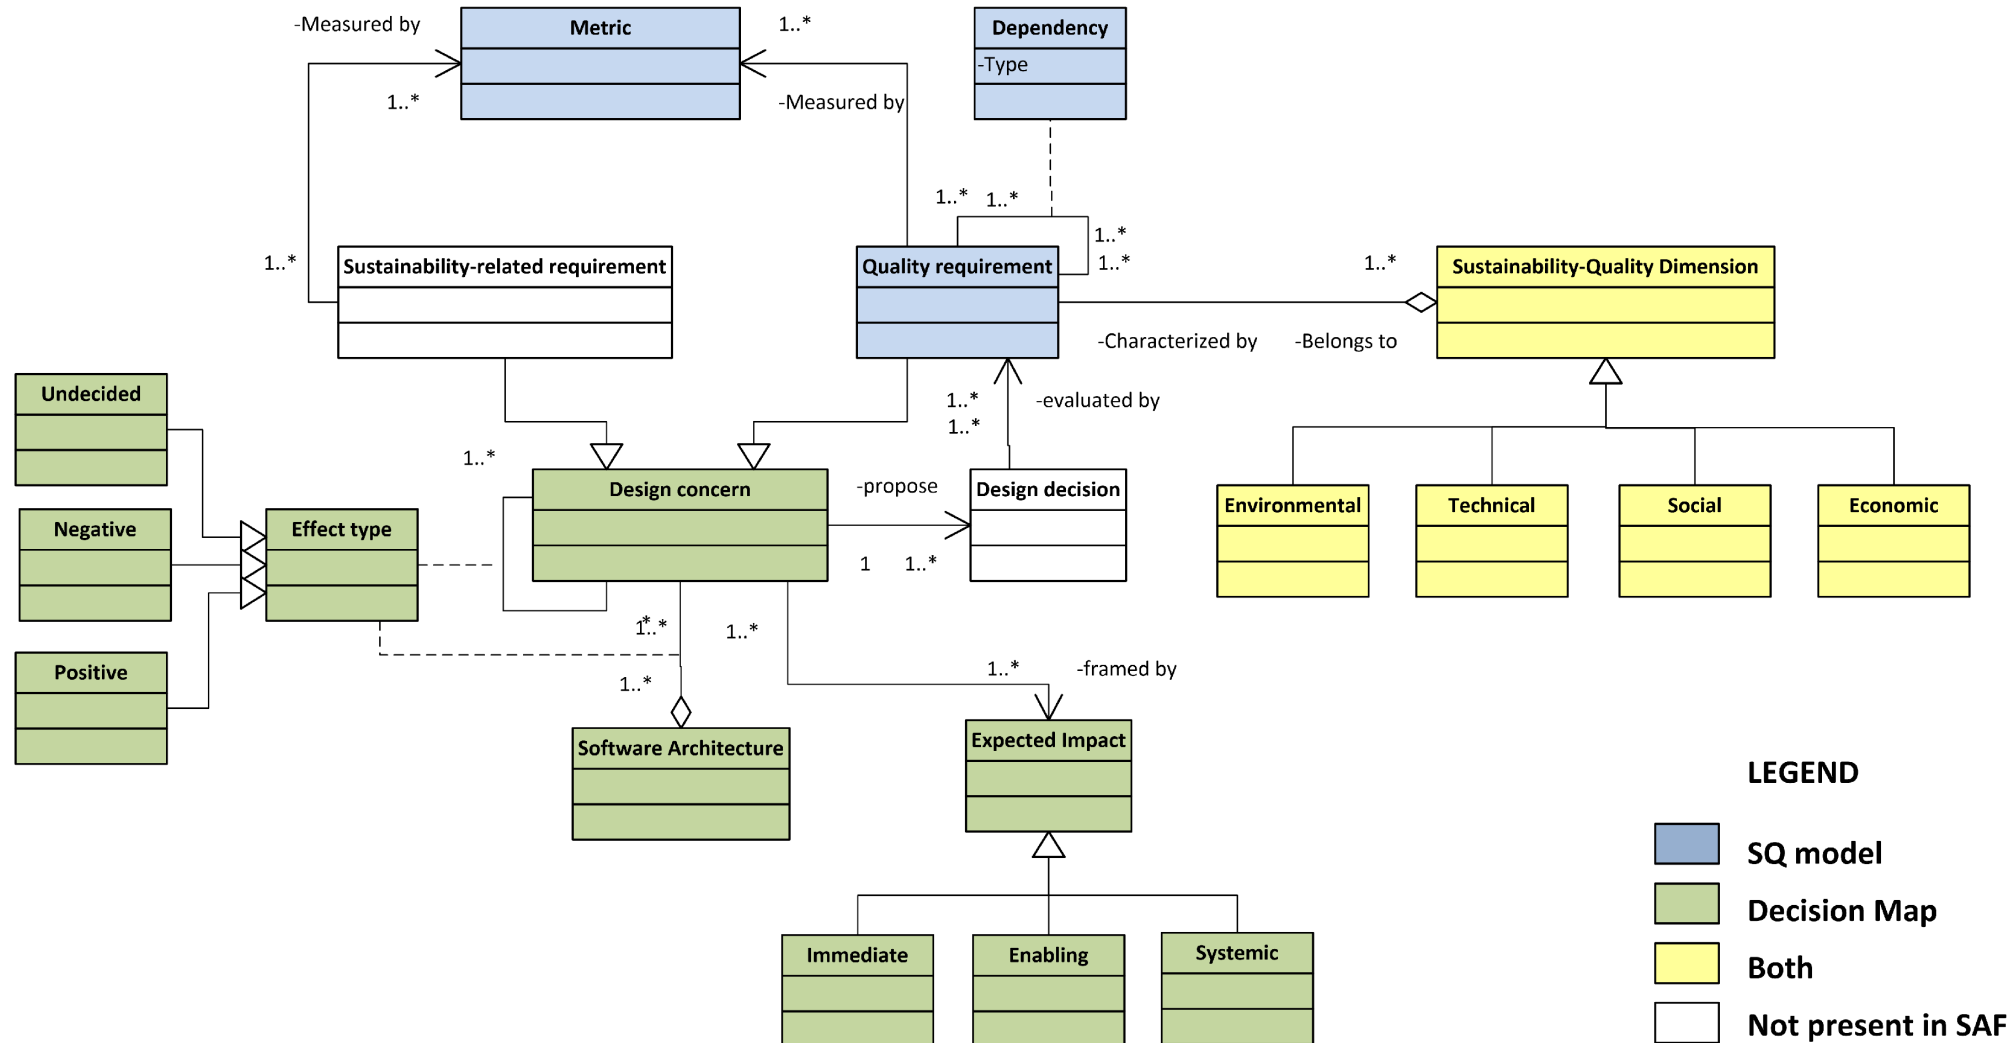 -Measured by
Metric
1..*
Dependency
-Type
1..*
-Measured by
1..*
1..*
1..*
1..*
Sustainability-related requirement
Quality requirement
1..*
1..*
Sustainability-Quality Dimension
-Characterized by
-Belongs to
Undecided
1..*
-evaluated by
1..*
1..*
Design concern
-propose
Design decision
Environmental
Technical
Social
Economic
Negative
Effect type
1
1..*
*
1..*
1..*
Positive
1..*
1..*
-framed by
Software Architecture
Expected Impact
LEGEND
SQ model
Decision Map
Immediate
Enabling
Systemic
Both
Not present in SAF